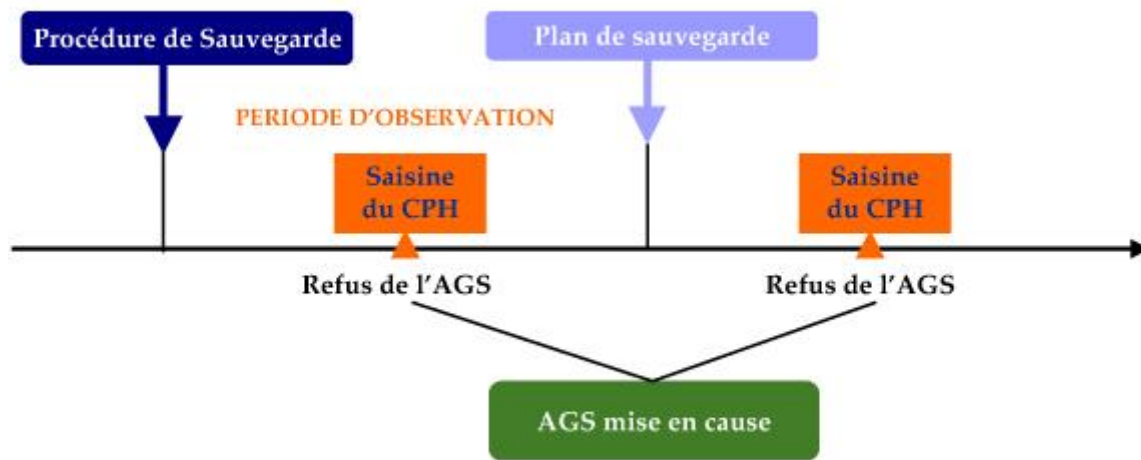 Procédure de Sauvegarde
Plan de sauvegarde
PERIODE D'OBSERVATION
Saisine
du CPH
Saisine
du CPH
Refus de l'AGS
Refus de l'AGS
AGS mise en cause